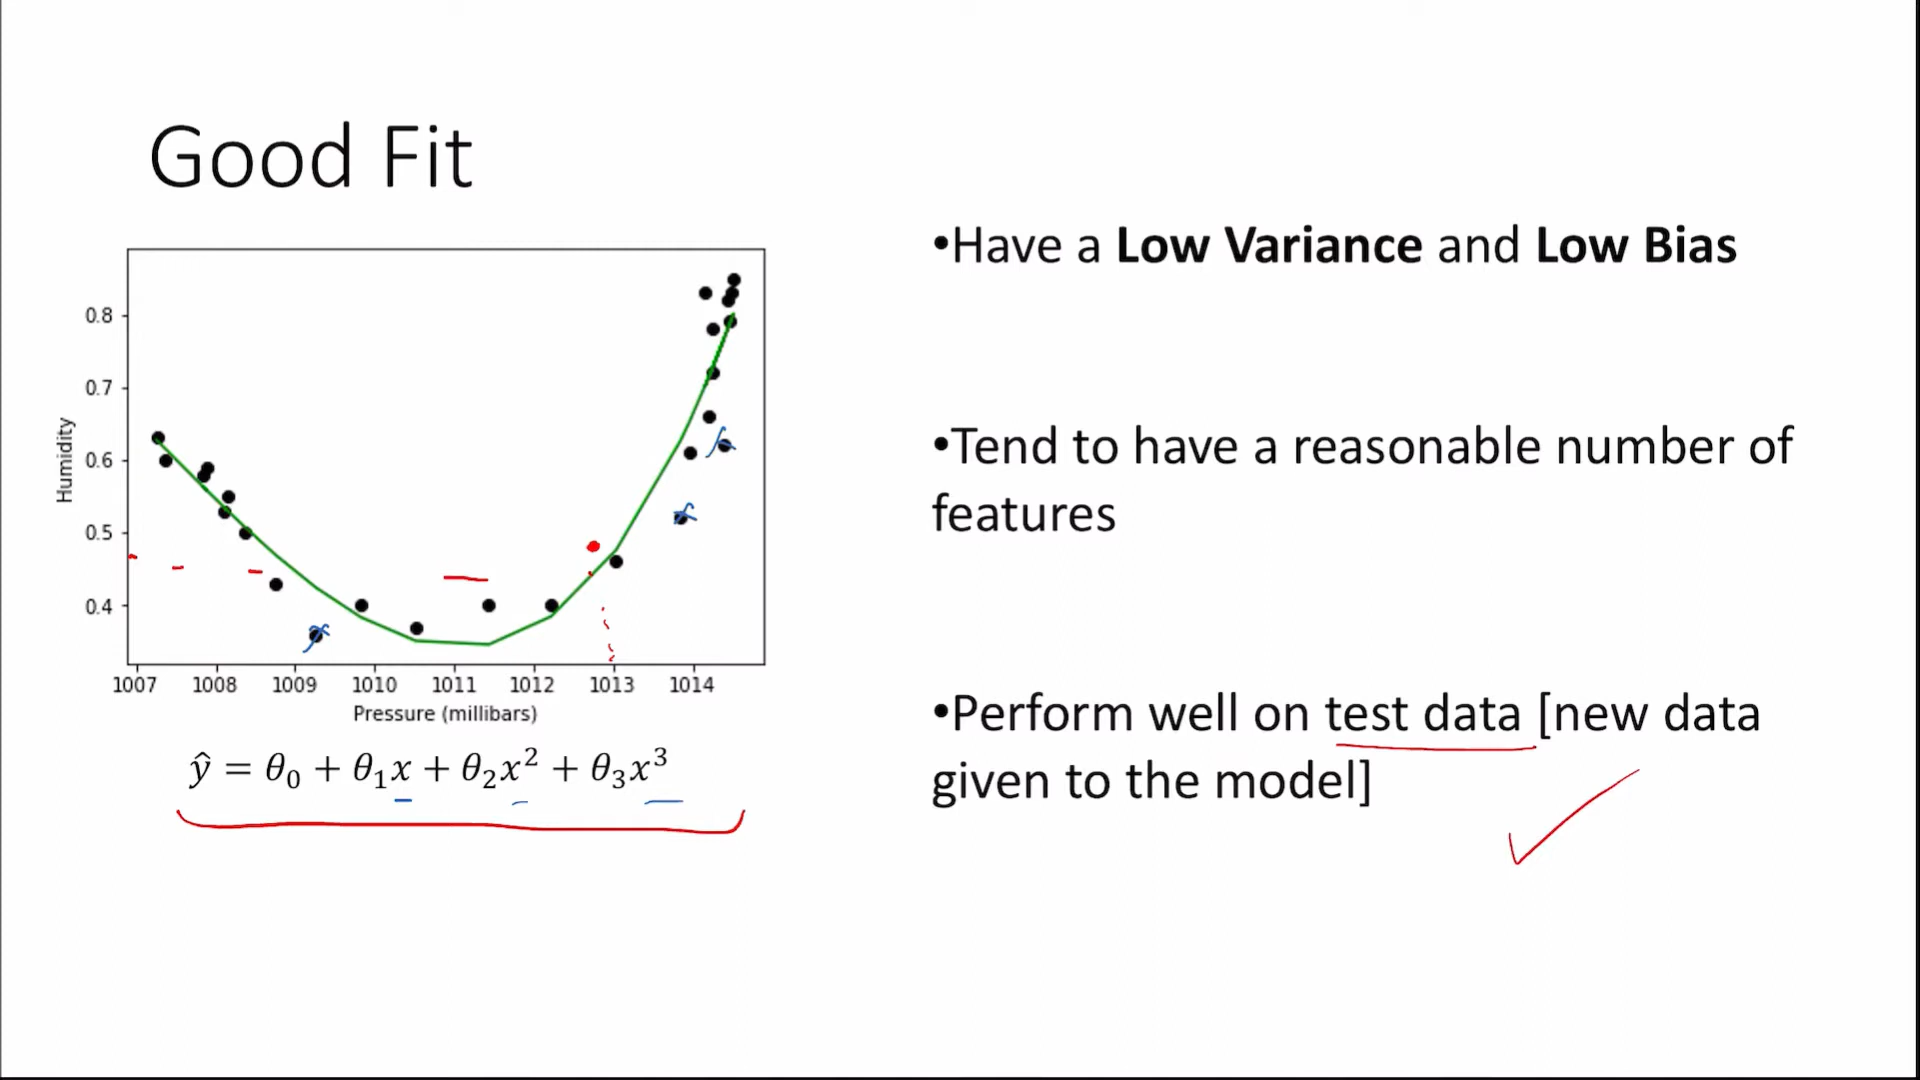 Good Fit
•Have a Low Variance and Low Bias
•Tend to have a reasonable number of
features
•Perform well on test data [new data
given to the model]
Humidity
0.8
0.7
0.6
0.5
0.4
1007 1008 1009 1010 1011 1012 1013 1014
Pressure (millibars)
ŷ = θ₀ + θ₁x + θ₂x² + θ₃x³